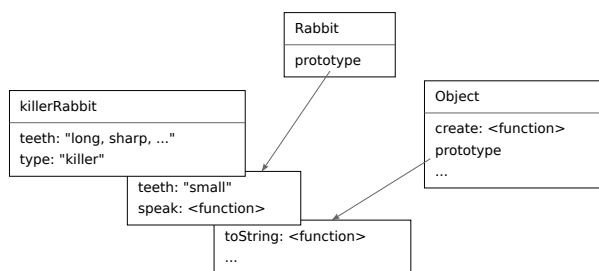 Rabbit
prototype
killerRabbit
teeth: "long, sharp, ..."
type: "killer"
Object
create: <function>
prototype
...
teeth: "small"
speak: <function>
toString: <function>
...